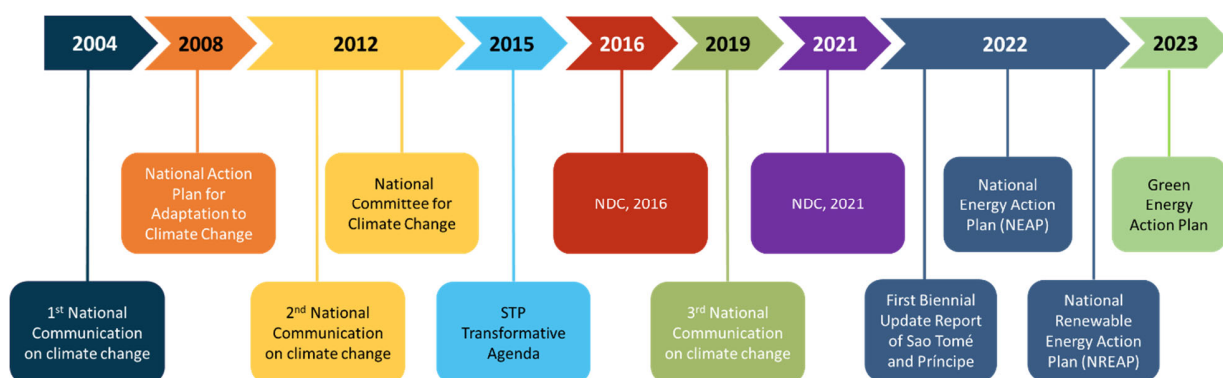 2004
2008
2012
2015
2016
2019
2021
2022
2023
National Action
Plan for
Adaptation to
Climate Change
National
Committee for
Climate Change
NDC, 2016
NDC, 2021
National
Energy Action
Plan (NEAP)
Green
Energy
Action Plan
1st National
Communication
on climate change
2nd National
Communication
on climate change
STP
Transformative
Agenda
3rd National
Communication
on climate change
First Biennial
Update Report
of Sao Tomé
and Príncipe
National
Renewable
Energy Action
Plan (NREAP)